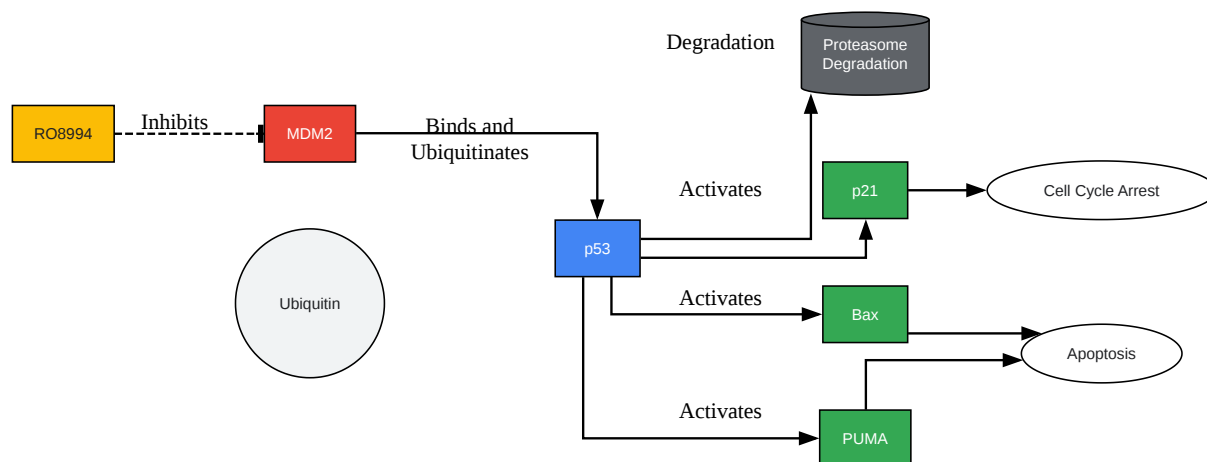 Degradation
Proteasome
Degradation
RO8994
Inhibits
MDM2
Binds and
Ubiquitinates
Activates
p21
Cell Cycle Arrest
p53
Ubiquitin
Activates
Bax
Apoptosis
Activates
PUMA